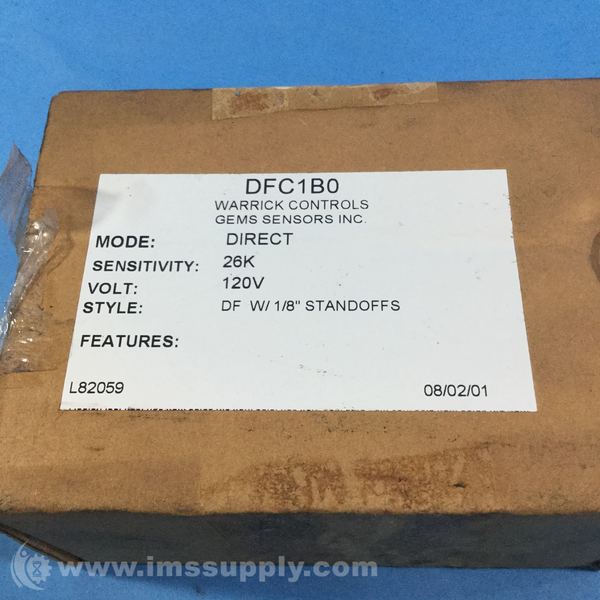 DFC1B0
WARRICK CONTROLS
GEMS SENSORS INC.
MODE: DIRECT
SENSITIVITY: 26K
VOLT: 120V
STYLE: DF W/ 1/8" STANDOFFS
FEATURES:
L82059 08/02/01
www.imssupply.com